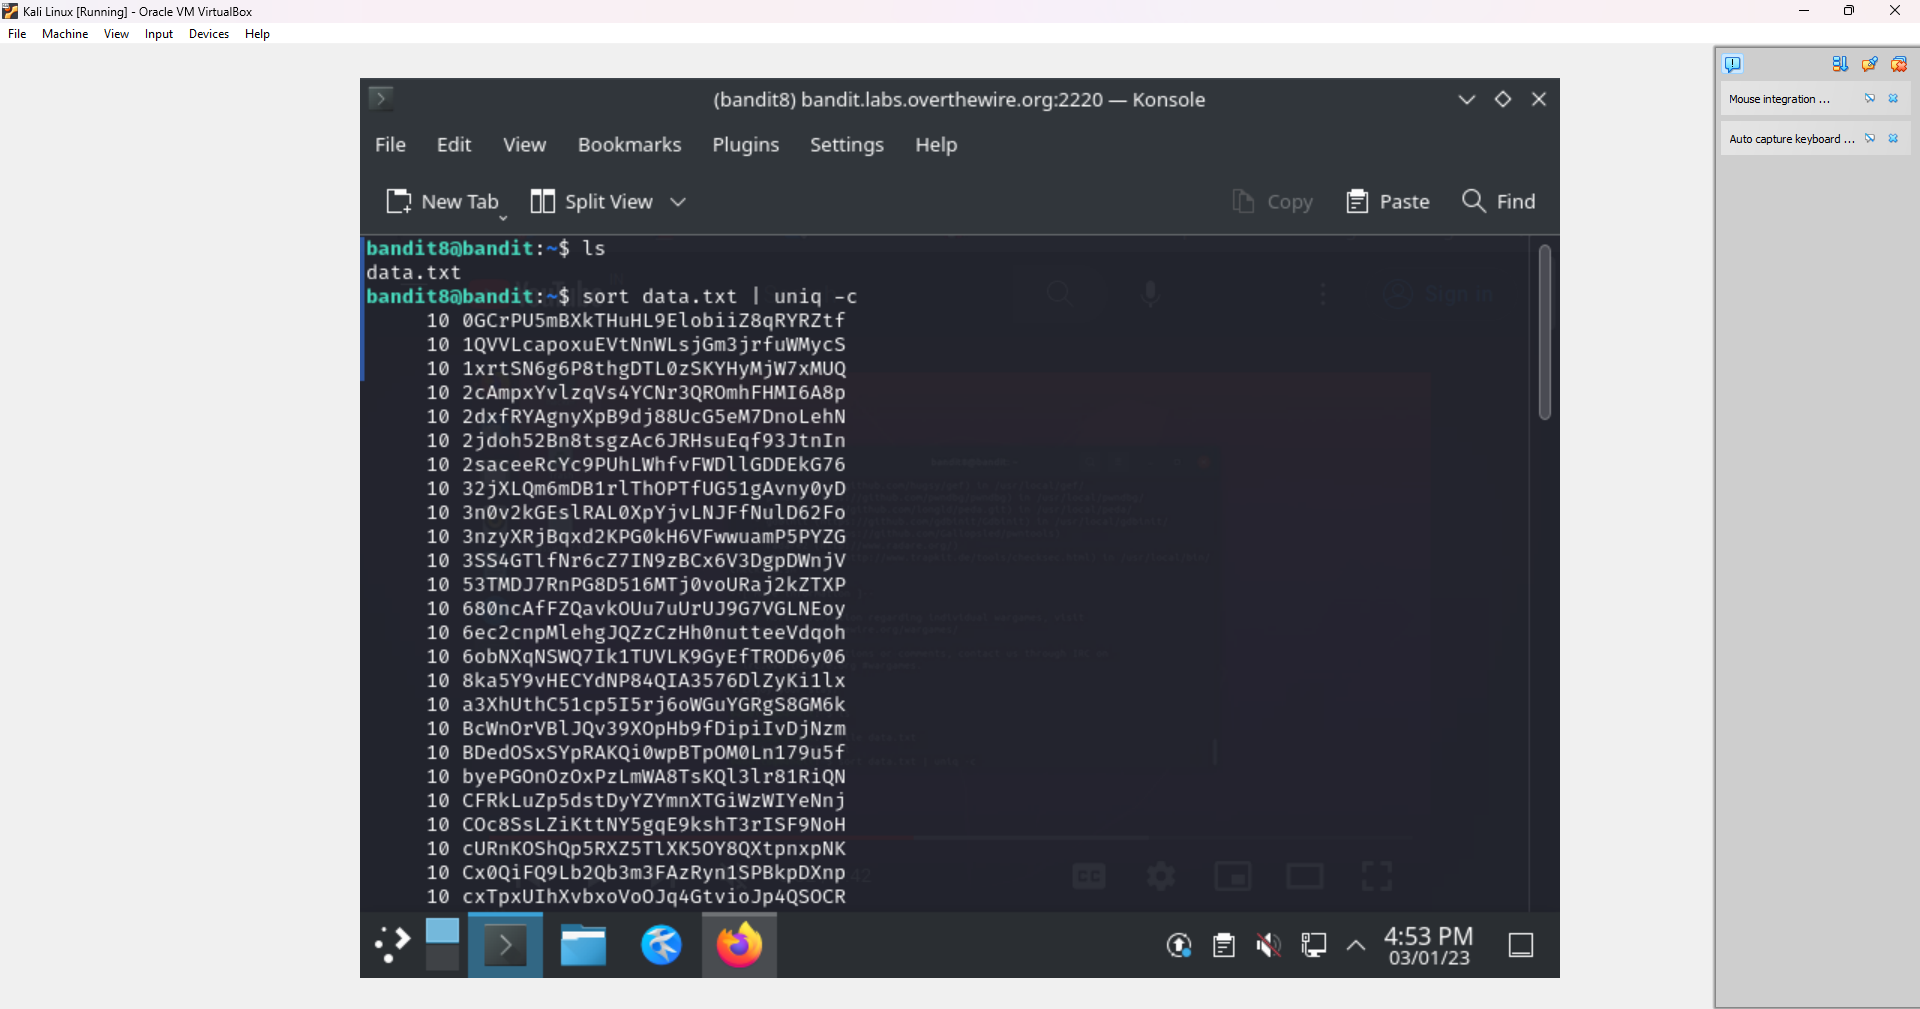 Kali Linux [Running] - Oracle VM VirtualBox
File Machine View Input Devices Help
Mouse integration ...
Auto capture keyboard ...
(bandit8) bandit.labs.overthewire.org:2220 — Konsole
File Edit View Bookmarks Plugins Settings Help
New Tab Split View Copy Paste Find
bandit8@bandit:~$ ls
data.txt
bandit8@bandit:~$ sort data.txt | uniq -c
10 0GCrPU5mBXkTHuHL9ElobiiZ8qRYRZtf
10 1QVVLcapoxuEVtNnWLsjGm3jrfuWMycS
10 1xrtSN6g6P8thgDTL0zSKYHyMjW7xMUQ
10 2cAmpxYvlzqVs4YCNr3QROmhFHMI6A8p
10 2dxfRYAgnyXpB9dj88UcG5eM7DnoLehN
10 2jdoh52Bn8tsgzAc6JRHsuEqf93JtnIn
10 2saceeRcYc9PUhLWhfvFWDllGDDEkG76
10 32jXLQm6mDB1rlThOPTfUG51gAvny0yD
10 3n0v2kGEslRAL0XpYjvLNJFfNulD62Fo
10 3nzyXRjBqxd2KPG0kH6VFwwuamP5PYZG
10 3SS4GTlfNr6cZ7IN9zBCx6V3DgpDWnjV
10 53TMDJ7RnPG8D516MTj0voURaj2kZTXP
10 680ncAfFZQavkOUu7uUrUJ9G7VGLNEoy
10 6ec2cnpMlehgJQZzCzHh0nutteeVdqoh
10 6obNXqNSWQ7Ik1TUVLK9GyEfTROD6y06
10 8ka5Y9vHECYdNP84QIA3576DlZyKi1lx
10 a3XhUthC51cp5I5rj6oWGuYGRgS8GM6k
10 BcWnOrVBlJQv39XOpHb9fDipiIvDjNzm
10 BDedOSxSYpRAKQi0wpBTpOM0Ln179u5f
10 byePGOnOzOxPzLmWA8TsKQl3lr81RiQN
10 CFRkLuZp5dstDyYZYmnXTGiWzWIYeNnj
10 COc8SsLZiKttNY5gqE9kshT3rISF9NoH
10 cURnKOShQp5RXZ5TlXK5OY8QXtpnxpNK
10 Cx0QiFQ9Lb2Qb3m3FAzRyn1SPBkpDXnp
10 cxTpxUIhXvbxoVoOJq4GtvioJp4QSOCR
4:53 PM
03/01/23